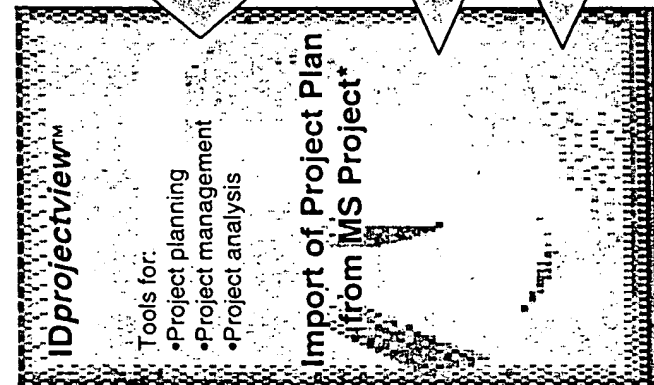 IDprojectview™
Tools for:
•Project planning
•Project management
•Project analysis
Import of Project Plan
from MS Project*